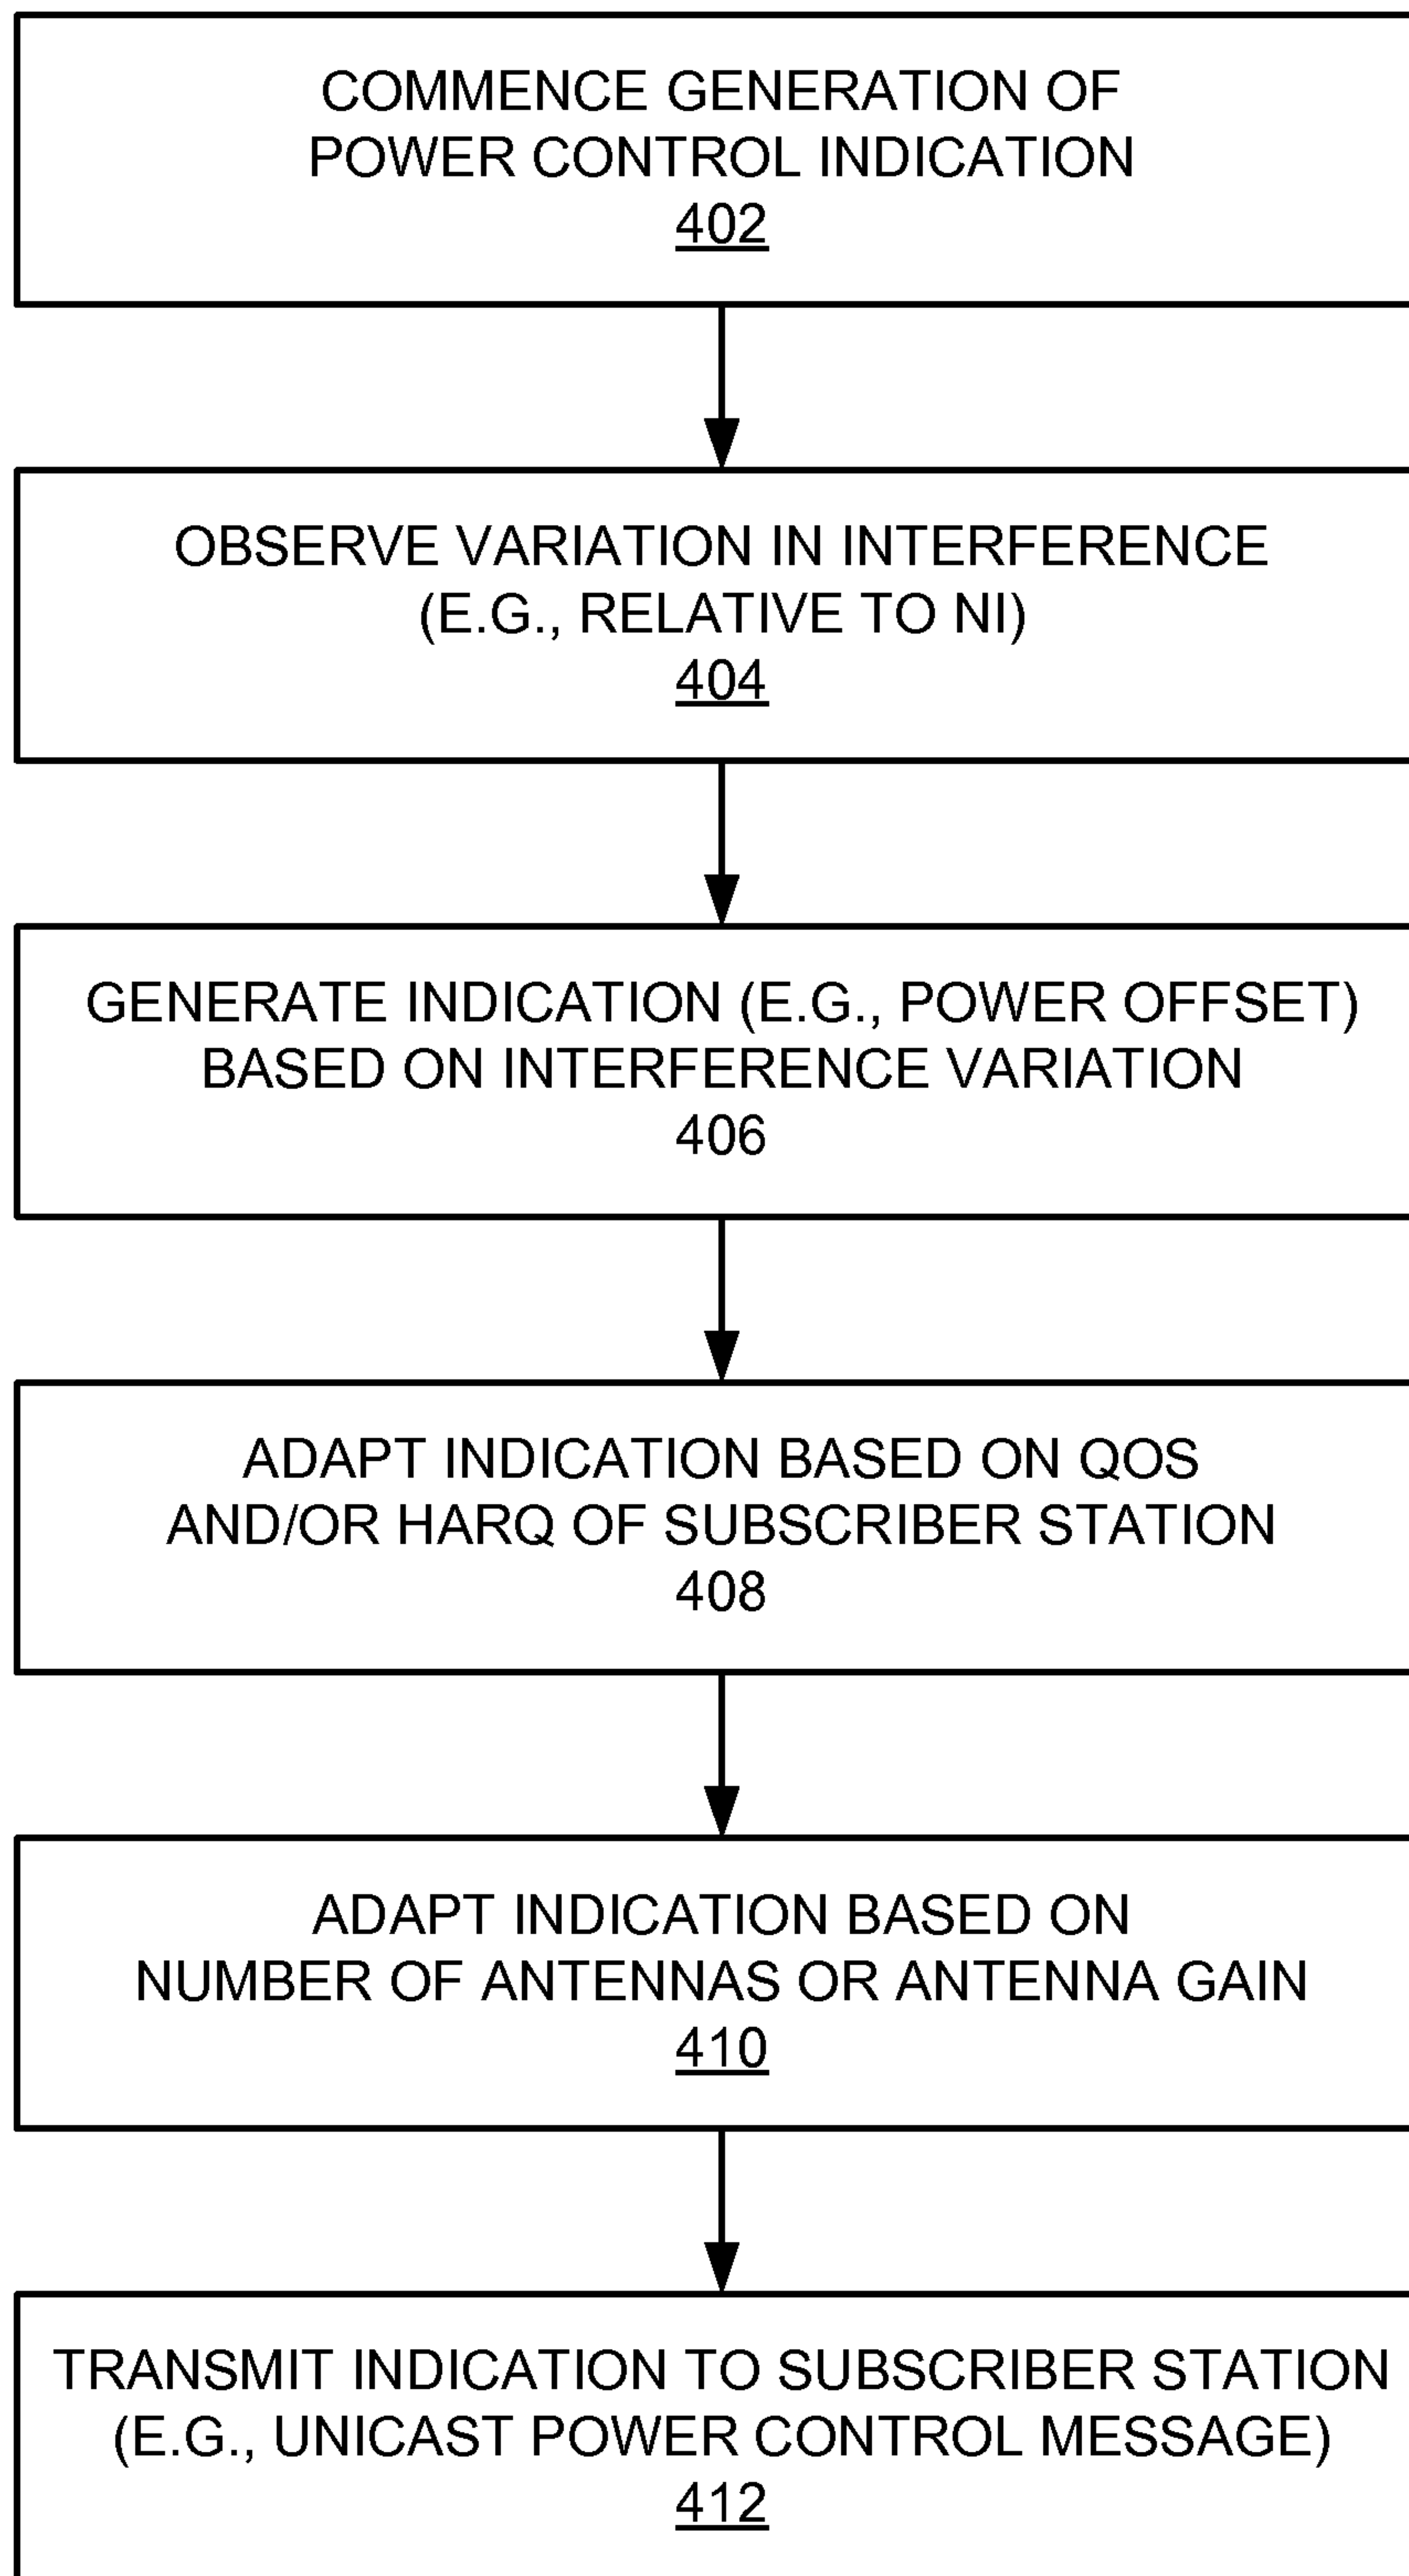 COMMENCE GENERATION OF
POWER CONTROL INDICATION
402
OBSERVE VARIATION IN INTERFERENCE
(E.G., RELATIVE TO NI)
404
GENERATE INDICATION (E.G., POWER OFFSET)
BASED ON INTERFERENCE VARIATION
406
ADAPT INDICATION BASED ON QOS
AND/OR HARQ OF SUBSCRIBER STATION
408
ADAPT INDICATION BASED ON
NUMBER OF ANTENNAS OR ANTENNA GAIN
410
TRANSMIT INDICATION TO SUBSCRIBER STATION
(E.G., UNICAST POWER CONTROL MESSAGE)
412